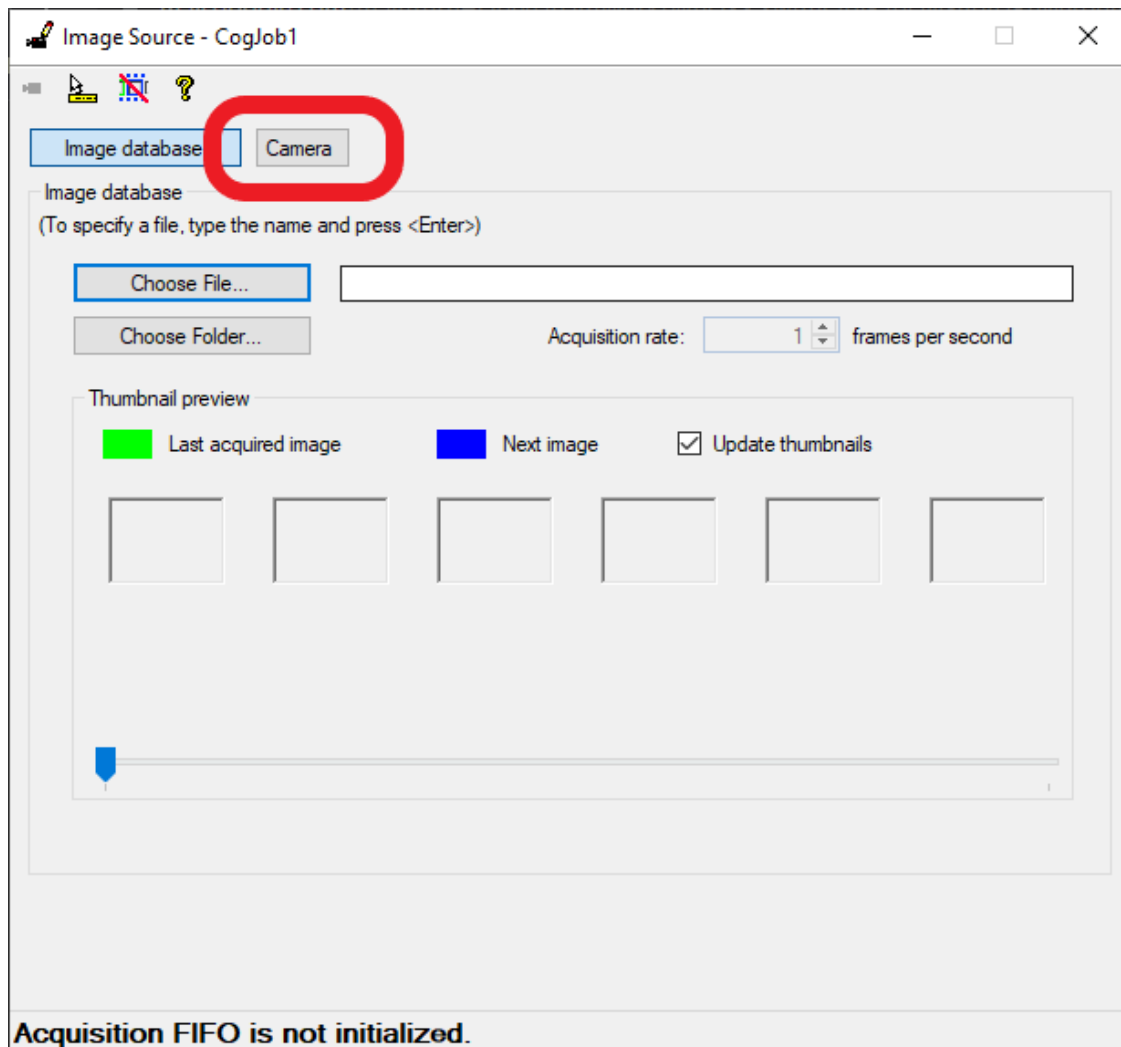 Image Source - CogJob1
Image database Camera
Image database
(To specify a file, type the name and press <Enter>)
Choose File...
Choose Folder... Acquisition rate: 1 frames per second
Thumbnail preview
Last acquired image Next image Update thumbnails
Acquisition FIFO is not initialized.